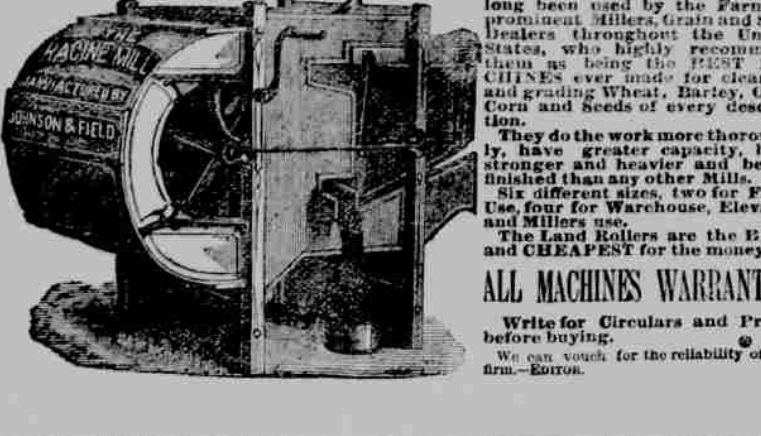 THE
RACINE MILL
MANUFACTURED BY
JOHNSON & FIELD
long been used by the Farm
prominent Millers, Grain and S
Dealers throughout the Un
States, who highly recomm
them as being the BEST
CHINES ever made for clean
and grading Wheat, Barley, O
Corn and Seeds of every desc
tion.
They do the work more thorou
ly, have greater capacity, b
stronger and heavier and be
finished than any other Mills.
Six different sizes, two for F
Use, four for Warehouse, Elev
and Millers use.
The Land Rollers are the B
and CHEAPEST for the money
ALL MACHINES WARRANT
Write for Circulars and Pr
before buying.
We can vouch for the reliability of
firm.—EDITOR.